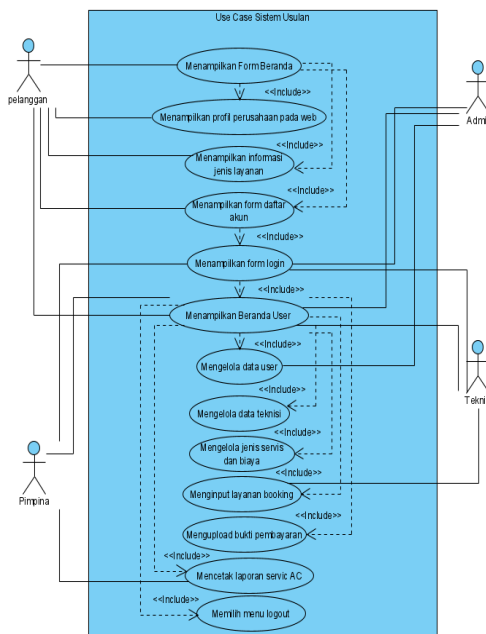 Use Case Sistem Usulan
Menampilkan Form Beranda
<<Include>>
pelanggan
Menampilkan profil perusahaan pada web
Admi
<<Include>>
Menampilkan informasi
jenis layanan
<<Include>>
Menampilkan form daftar
akun
<<Include>>
Menampilkan form login
<<Include>>
Menampilkan Beranda User
<<Include>>
Mengelola data user
<<Include>>
Tekni
Mengelola data teknisi
<<Include>>
Mengelola jenis servis
dan biaya
<<Include>>
Menginput layanan booking
Pimpina
<<Include>>
Mengupload bukti pembayaran
<<Include>>
Mencetak laporan servic AC
<<Include>>
Memilih menu logout